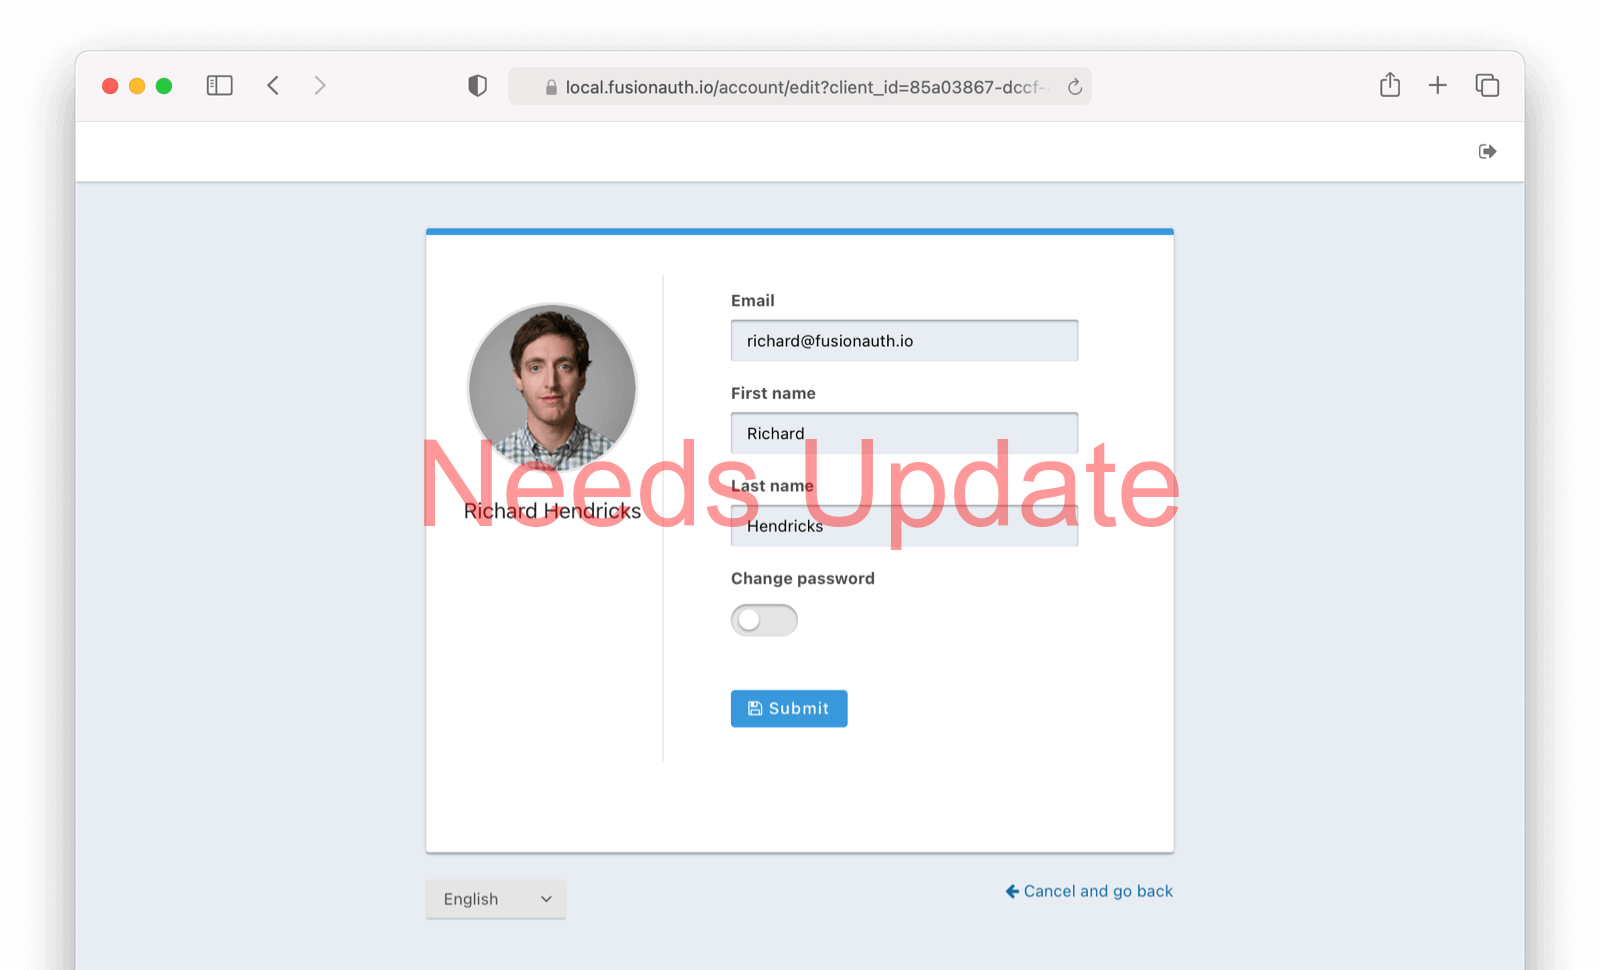 local.fusionauth.io/account/edit?client_id=85a03867-dccf-
Email
richard@fusionauth.io
First name
Richard
Last name
Hendricks
Richard Hendricks
Needs Update
Change password
Submit
English
Cancel and go back